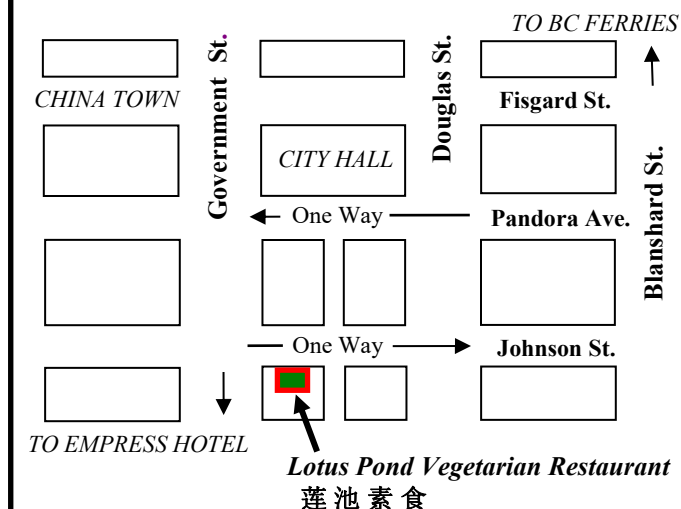 TO BC FERRIES
Government St.
Douglas St.
CHINA TOWN
Fisgard St.
CITY HALL
Blanshard St.
One Way
Pandora Ave.
One Way
Johnson St.
TO EMPRESS HOTEL
Lotus Pond Vegetarian Restaurant
莲池素食